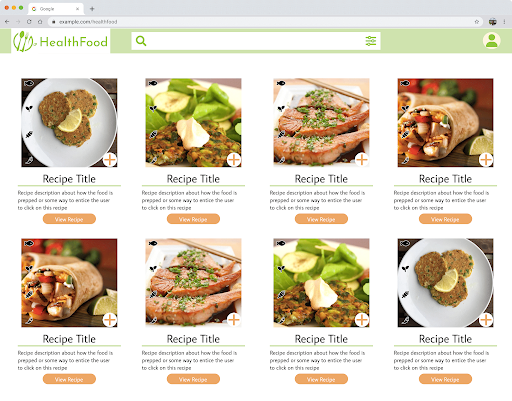 Google
example.com/healthfood
HealthFood
Recipe Title
Recipe description about how the food is
prepped or some way to entice the user
to click on this recipe
View Recipe
Recipe Title
Recipe description about how the food is
prepped or some way to entice the user
to click on this recipe
View Recipe
Recipe Title
Recipe description about how the food is
prepped or some way to entice the user
to click on this recipe
View Recipe
Recipe Title
Recipe description about how the food is
prepped or some way to entice the user
to click on this recipe
View Recipe
Recipe Title
Recipe description about how the food is
prepped or some way to entice the user
to click on this recipe
View Recipe
Recipe Title
Recipe description about how the food is
prepped or some way to entice the user
to click on this recipe
View Recipe
Recipe Title
Recipe description about how the food is
prepped or some way to entice the user
to click on this recipe
View Recipe
Recipe Title
Recipe description about how the food is
prepped or some way to entice the user
to click on this recipe
View Recipe